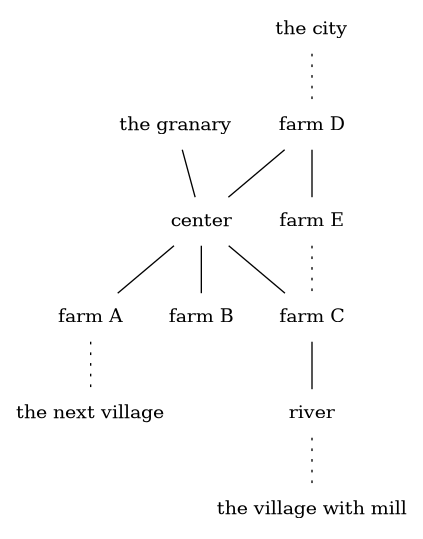 the city
the granary
farm D
center
farm E
farm A
farm B
farm C
the next village
river
the village with mill